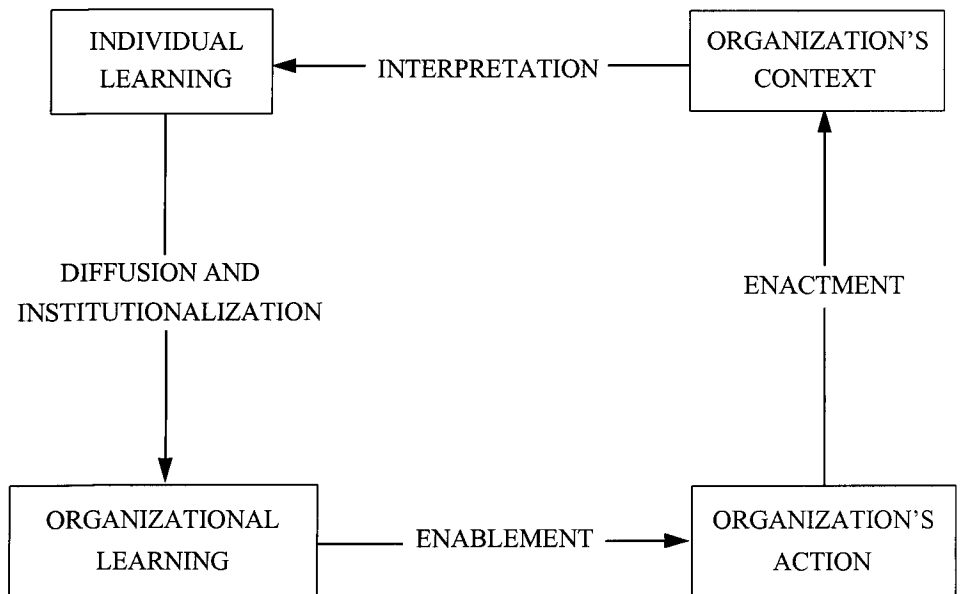 INDIVIDUAL
LEARNING
INTERPRETATION
ORGANIZATION'S
CONTEXT
DIFFUSION AND
INSTITUTIONALIZATION
ENACTMENT
ORGANIZATIONAL
LEARNING
ENABLEMENT
ORGANIZATION'S
ACTION